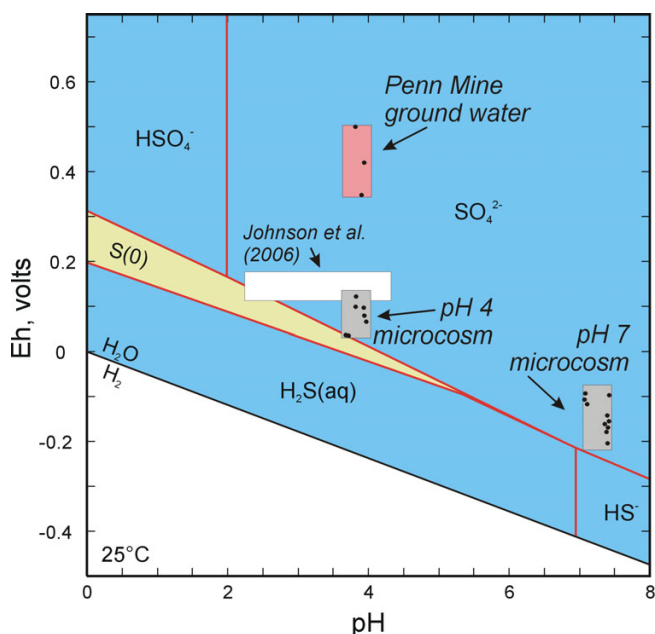 Penn Mine
ground water
HSO₄⁻
SO₄²⁻
S(0)
Johnson et al.
(2006)
pH 4
microcosm
pH 7
microcosm
H₂O
H₂
H₂S(aq)
HS⁻
25°C
Eh, volts
0.6
0.4
0.2
0
-0.2
-0.4
0
2
4
6
8
pH